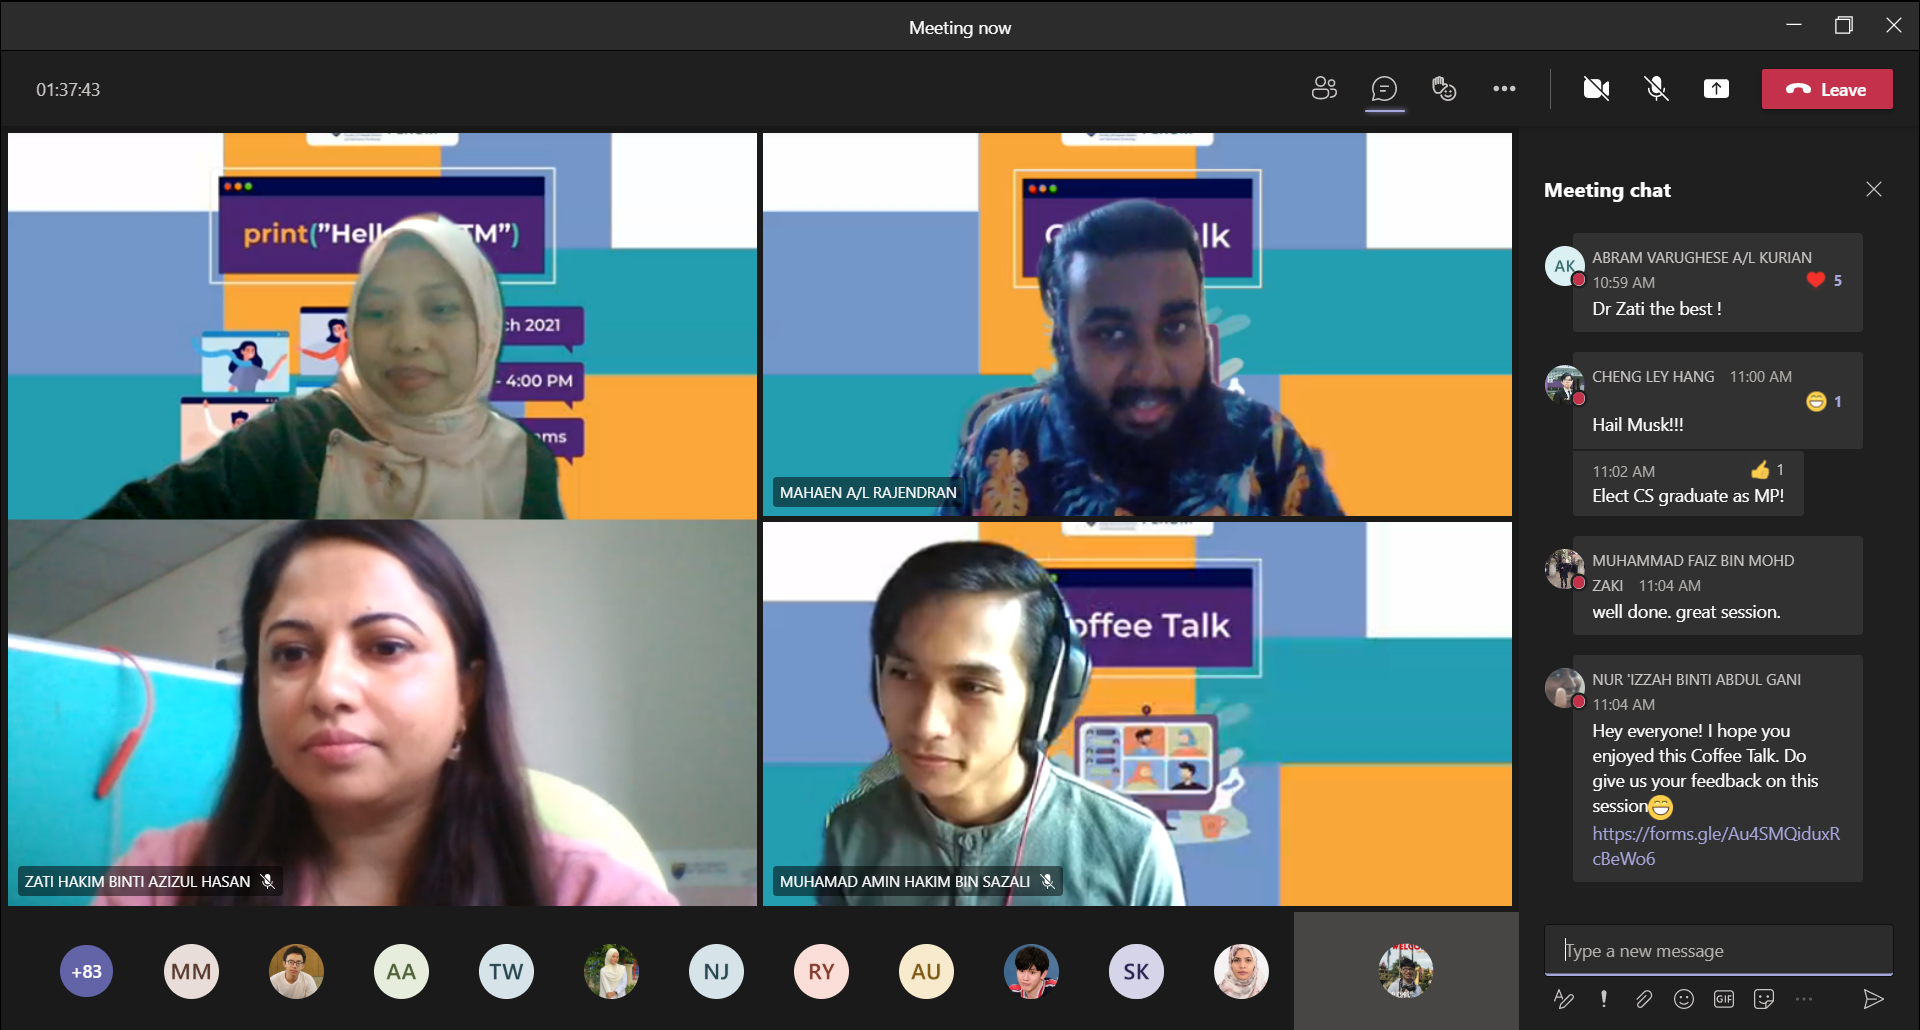 Meeting now
01:37:43
Leave
print("Hell
TM")
ch 2021
- 4:00 PM
ms
C
lk
MAHAEN A/L RAJENDRAN
ZATI HAKIM BINTI AZIZUL HASAN
offee Talk
MUHAMAD AMIN HAKIM BIN SAZALI
+83
MM
AA
TW
NJ
RY
AU
SK
Meeting chat
AK
ABRAM VARUGHESE A/L KURIAN
10:59 AM
5
Dr Zati the best !
CHENG LEY HANG 11:00 AM
1
Hail Musk!!!
11:02 AM
1
Elect CS graduate as MP!
MUHAMMAD FAIZ BIN MOHD
ZAKI 11:04 AM
well done. great session.
NUR 'IZZAH BINTI ABDUL GANI
11:04 AM
Hey everyone! I hope you
enjoyed this Coffee Talk. Do
give us your feedback on this
session😁
https://forms.gle/Au4SMQiduxR
cBeWo6
Type a new message
GIF